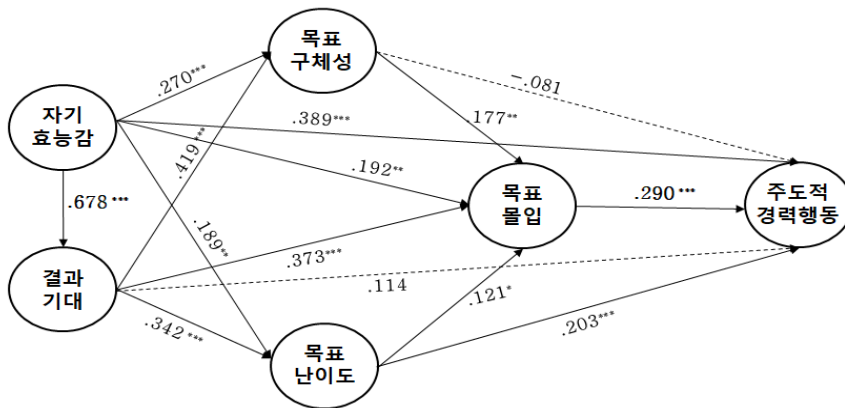 목표
구체성
.270***
-.081
자기
효능감
.389***
.177**
.419***
.192**
목표
몰입
.290***
주도적
경력행동
.678***
.189**
결과
기대
.373***
.114
.121*
.342***
.203***
목표
난이도